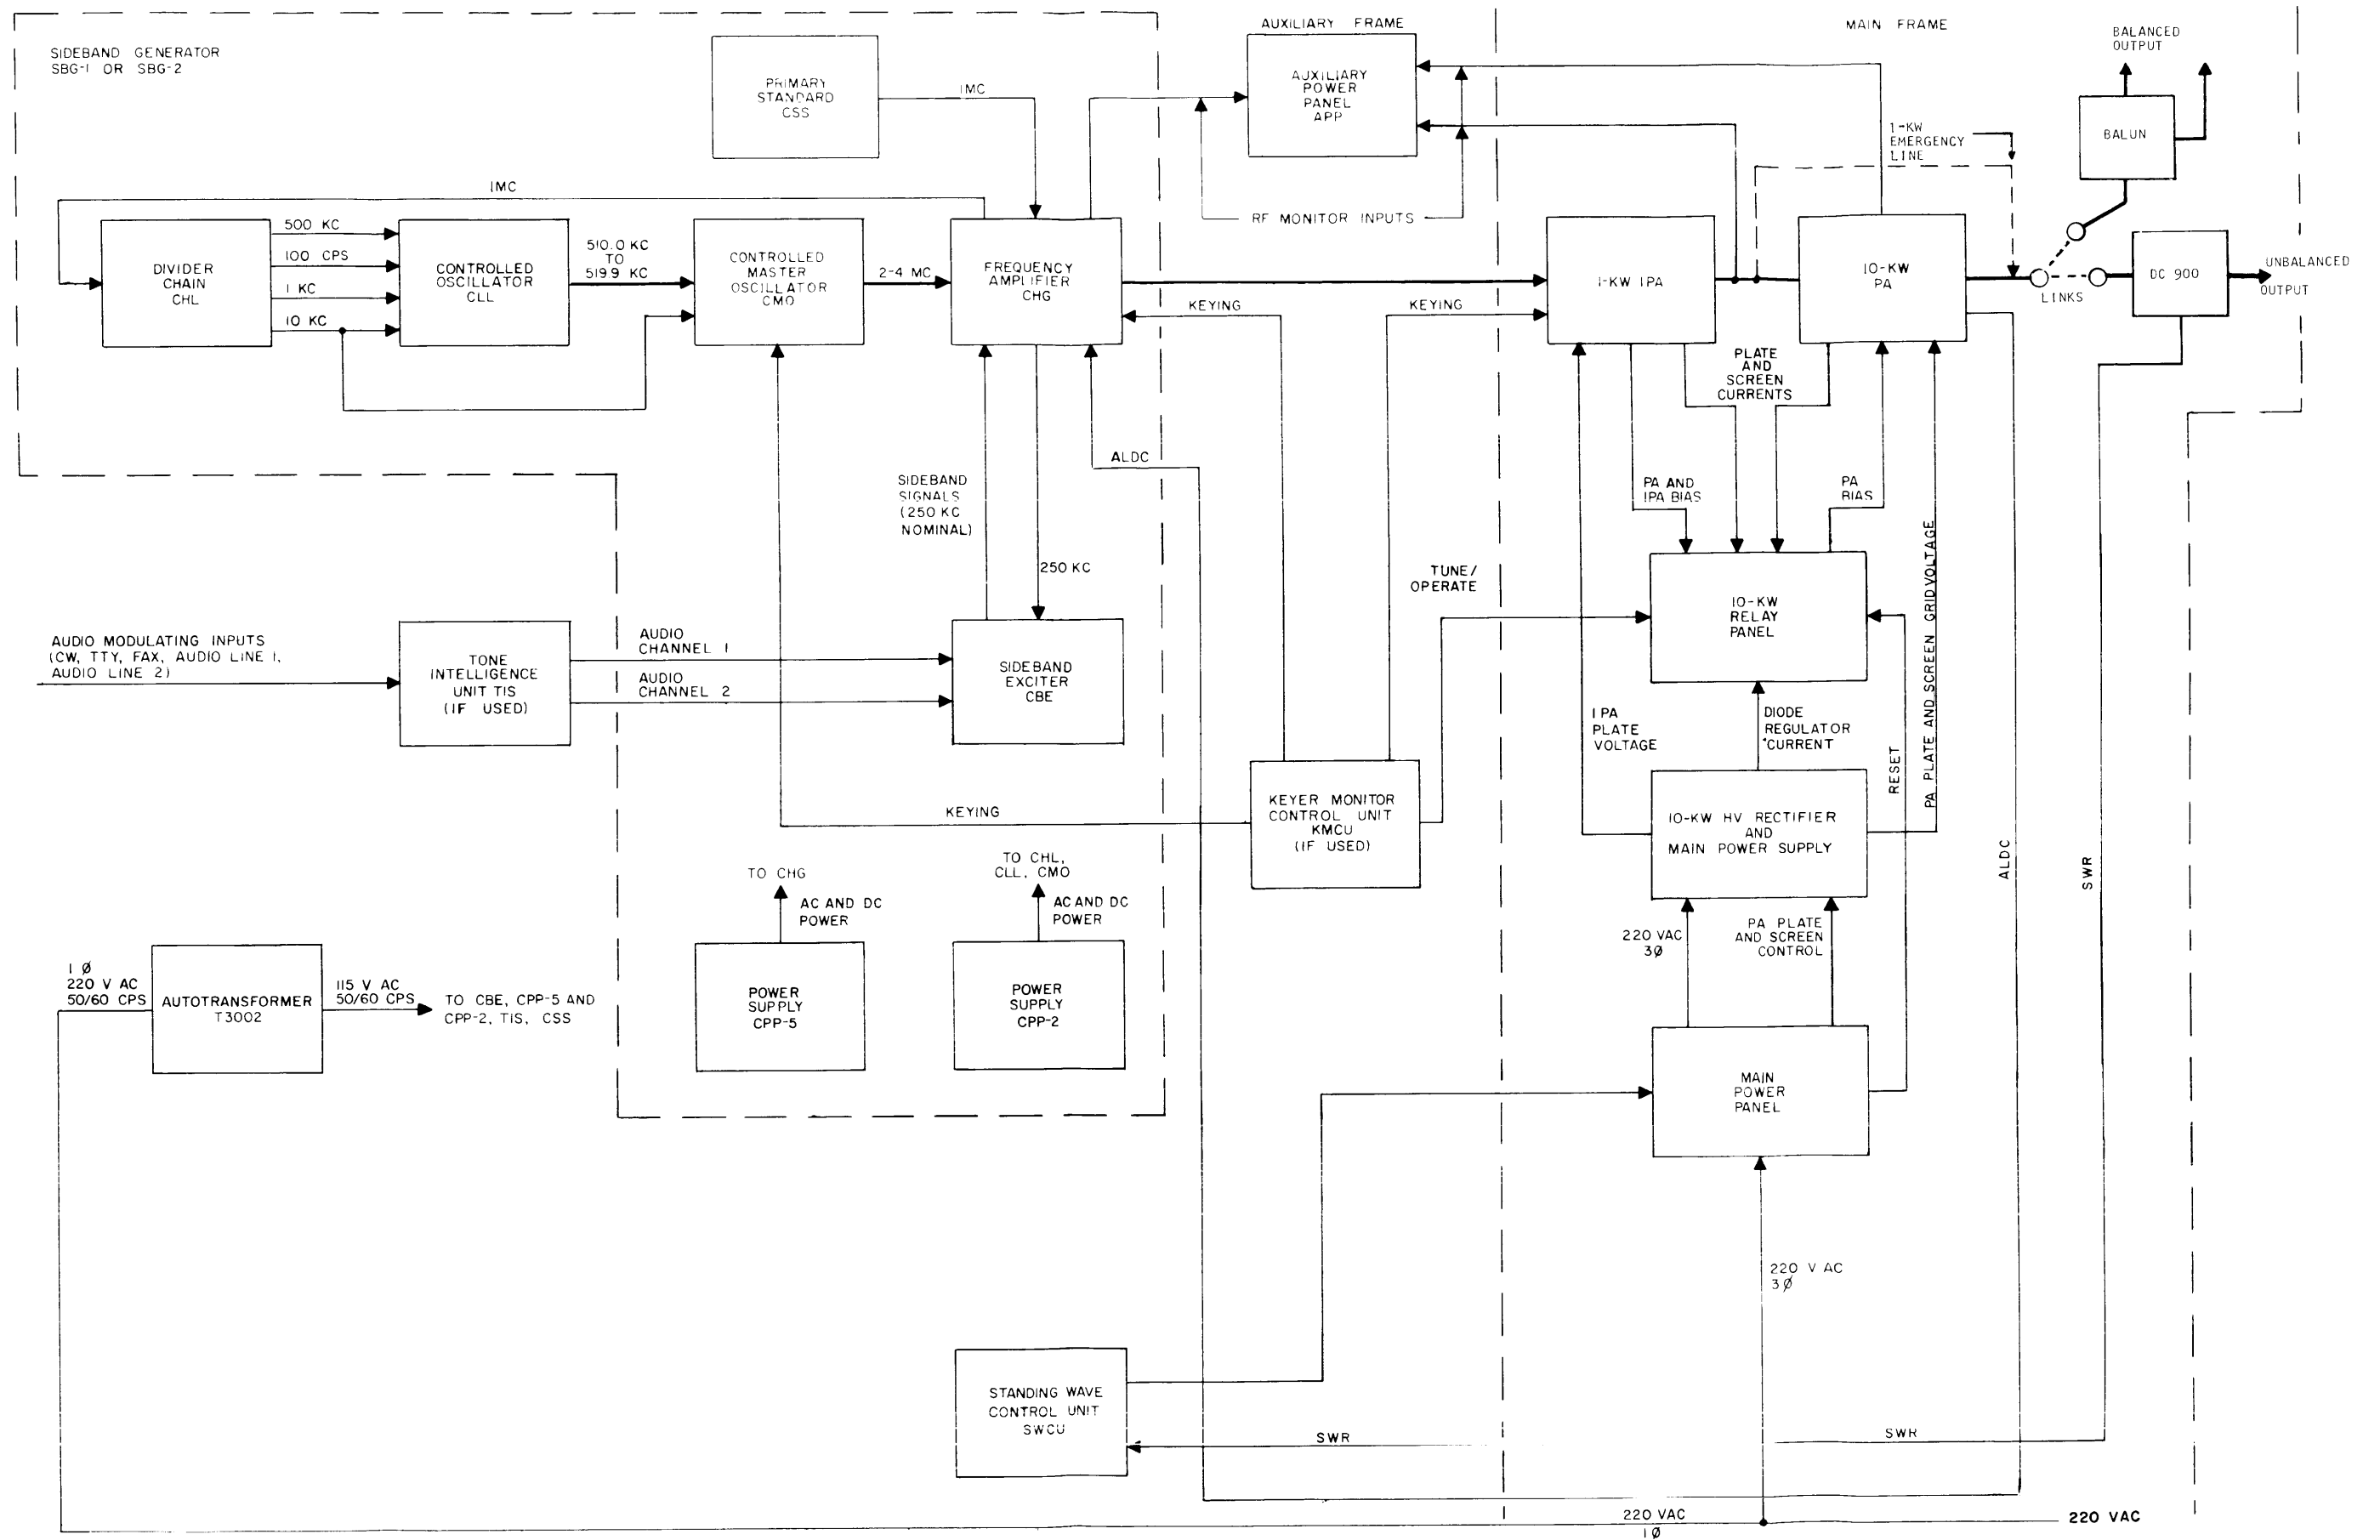 SIDEBAND GENERATOR
SBG-1 OR SBG-2
AUXILIARY FRAME
MAIN FRAME
BALANCED
OUTPUT
PRIMARY
STANDARD
CSS
1MC
AUXILIARY
POWER
PANEL
APP
1-KW
EMERGENCY
LINE
BALUN
1MC
RF MONITOR INPUTS
DIVIDER
CHAIN
CHL
500 KC
100 CPS
1 KC
10 KC
CONTROLLED
OSCILLATOR
CLL
510.0 KC
TO
519.9 KC
CONTROLLED
MASTER
OSCILLATOR
CMO
2-4 MC
FREQUENCY
AMPLIFIER
CHG
KEYING
KEYING
1-KW IPA
10-KW
PA
LINKS
DC 900
UNBALANCED
OUTPUT
PLATE
AND
SCREEN
CURRENTS
ALDC
SIDEBAND
SIGNALS
(250 KC
NOMINAL)
PA AND
IPA BIAS
PA
BIAS
250 KC
TUNE/
OPERATE
10-KW
RELAY
PANEL
PA PLATE AND SCREEN GRID VOLTAGE
AUDIO MODULATING INPUTS
(CW, TTY, FAX, AUDIO LINE 1,
AUDIO LINE 2)
TONE
INTELLIGENCE
UNIT TIS
(IF USED)
AUDIO
CHANNEL 1
AUDIO
CHANNEL 2
SIDEBAND
EXCITER
CBE
IPA
PLATE
VOLTAGE
DIODE
REGULATOR
CURRENT
RESET
KEYING
KEYER MONITOR
CONTROL UNIT
KMCU
(IF USED)
10-KW HV RECTIFIER
AND
MAIN POWER SUPPLY
ALDC
SWR
TO CHG
AC AND DC
POWER
TO CHL,
CLL, CMO
AC AND DC
POWER
220 VAC
3Ø
PA PLATE
AND SCREEN
CONTROL
1 Ø
220 V AC
50/60 CPS
AUTOTRANSFORMER
T3002
115 V AC
50/60 CPS
TO CBE, CPP-5 AND
CPP-2, TIS, CSS
POWER
SUPPLY
CPP-5
POWER
SUPPLY
CPP-2
MAIN
POWER
PANEL
220 V AC
3Ø
STANDING WAVE
CONTROL UNIT
SWCU
SWR
SWR
220 VAC
1Ø
220 VAC